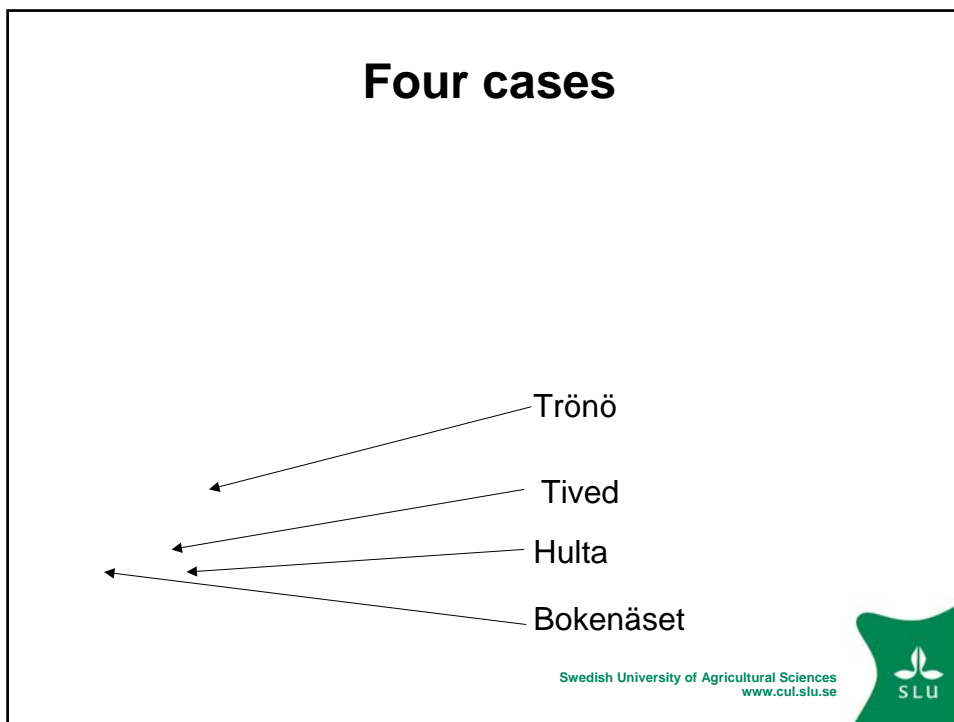 Four cases
Trönö
Tived
Hulta
Bokenäset
Swedish University of Agricultural Sciences
www.cul.slu.se
SLU